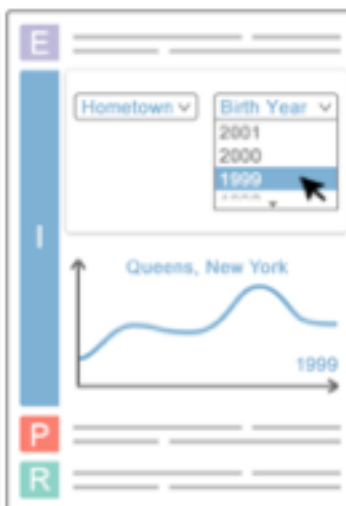 E
Hometown Birth Year
2001
2000
1999
I
Queens, New York
1999
P
R